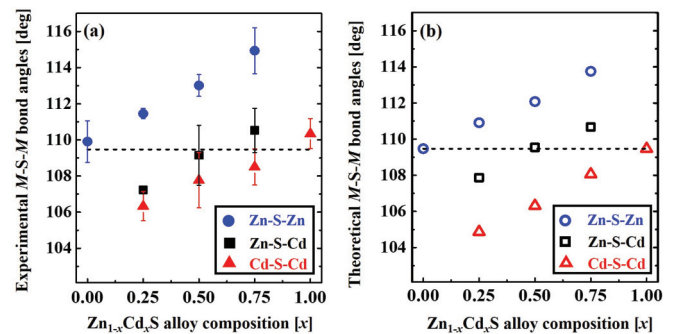 (a)
Experimental M-S-M bond angles [deg]
116
114
112
110
108
106
104
Zn-S-Zn
Zn-S-Cd
Cd-S-Cd
0.00 0.25 0.50 0.75 1.00
Zn1-xCdxS alloy composition [x]
(b)
Theoretical M-S-M bond angles [deg]
116
114
112
110
108
106
104
Zn-S-Zn
Zn-S-Cd
Cd-S-Cd
0.00 0.25 0.50 0.75 1.00
Zn1-xCdxS alloy composition [x]